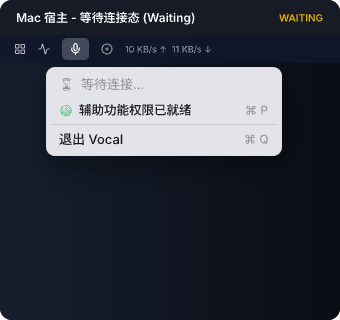 Mac 宿主 - 等待连接态 (Waiting) WAITING
10 KB/s ↑ 11 KB/s ↓
等待连接...
辅助功能权限已就绪 ⌘ P
退出 Vocal ⌘ Q